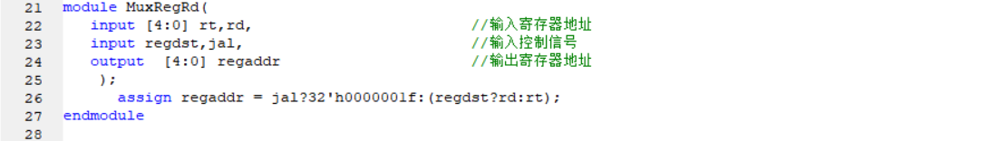 21 module MuxRegRd(
22 input [4:0] rt,rd, //输入寄存器地址
23 input regdst,jal, //输入控制信号
24 output [4:0] regaddr //输出寄存器地址
25 );
26 assign regaddr = jal?32'h0000001f:(regdst?rd:rt);
27 endmodule
28